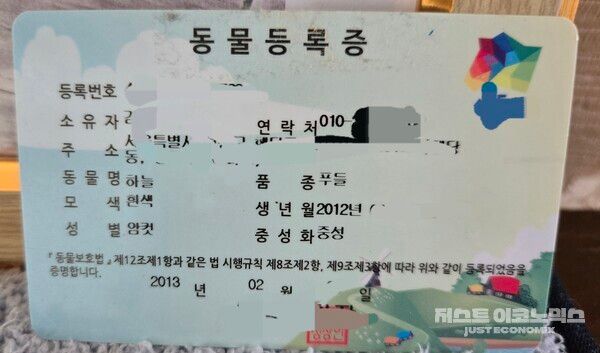 동물등록증
등록번호
소유자 연락처 010
주 소
동물명 하늘 품 종 푸들
모 색 흰색 생년월 2012년
성 별 암컷 중성화 중성
『동물보호법』 제12조제1항과 같은 법 시행규칙 제8조제2항, 제9조제3항에 따라 위와 같이 등록되었음을
증명합니다.
2013 년 02 월 일
저스트 이코노믹스
JUST ECONOMIX